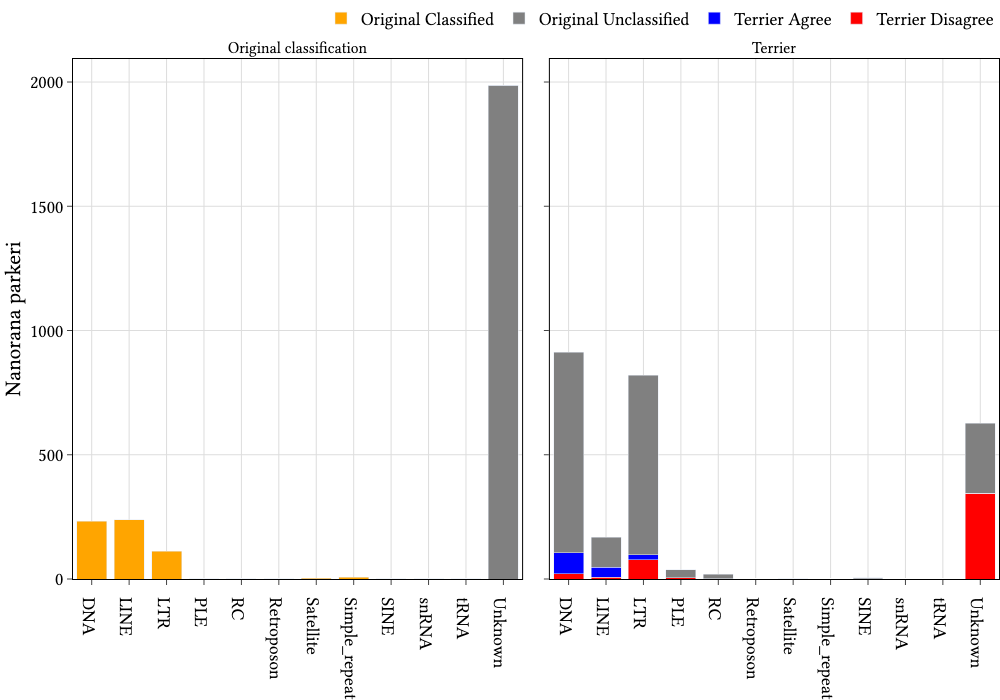 Original Classified Original Unclassified Terrier Agree Terrier Disagree
Original classification Terrier
Nanorana parkeri
2000
1500
1000
500
0
DNA LINE LTR PLE RC Retroposon Satellite Simple_repeat SINE snRNA tRNA Unknown
DNA LINE LTR PLE RC Retroposon Satellite Simple_repeat SINE snRNA tRNA Unknown